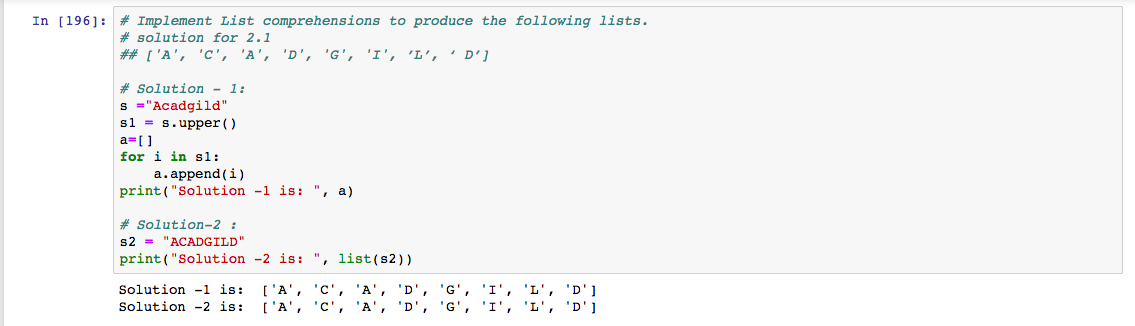 In [196]: # Implement List comprehensions to produce the following lists.
# solution for 2.1
## ['A', 'C', 'A', 'D', 'G', 'I', ’L’, ‘ D’]
# Solution - 1:
s ="Acadgild"
s1 = s.upper()
a=[]
for i in s1:
    a.append(i)
print("Solution -1 is: ", a)
# Solution-2 :
s2 = "ACADGILD"
print("Solution -2 is: ", list(s2))
Solution -1 is:  ['A', 'C', 'A', 'D', 'G', 'I', 'L', 'D']
Solution -2 is:  ['A', 'C', 'A', 'D', 'G', 'I', 'L', 'D']